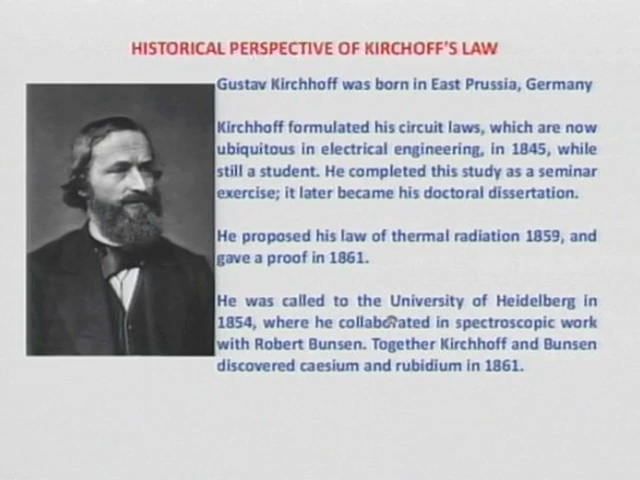 HISTORICAL PERSPECTIVE OF KIRCHOFF'S LAW
Gustav Kirchhoff was born in East Prussia, Germany
Kirchhoff formulated his circuit laws, which are now
ubiquitous in electrical engineering, in 1845, while
still a student. He completed this study as a seminar
exercise; it later became his doctoral dissertation.
He proposed his law of thermal radiation 1859, and
gave a proof in 1861.
He was called to the University of Heidelberg in
1854, where he collaborated in spectroscopic work
with Robert Bunsen. Together Kirchhoff and Bunsen
discovered caesium and rubidium in 1861.